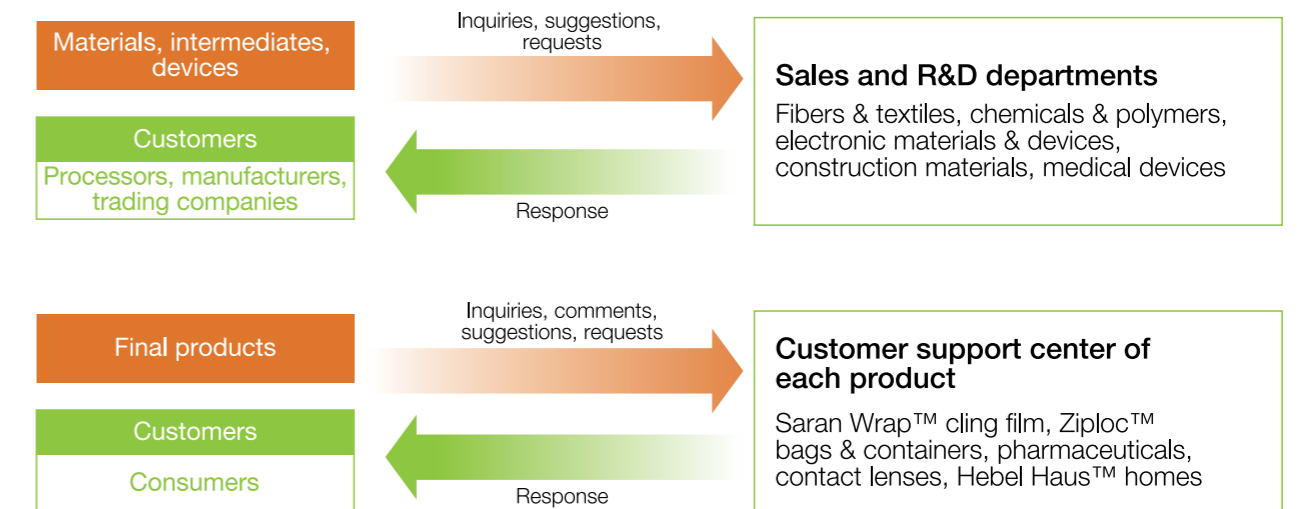 Materials, intermediates,
devices
Inquiries, suggestions,
requests
Customers
Processors, manufacturers,
trading companies
Response
Sales and R&D departments
Fibers & textiles, chemicals & polymers,
electronic materials & devices,
construction materials, medical devices
Final products
Inquiries, comments,
suggestions, requests
Customers
Consumers
Response
Customer support center of
each product
Saran Wrap™ cling film, Ziploc™
bags & containers, pharmaceuticals,
contact lenses, Hebel Haus™ homes